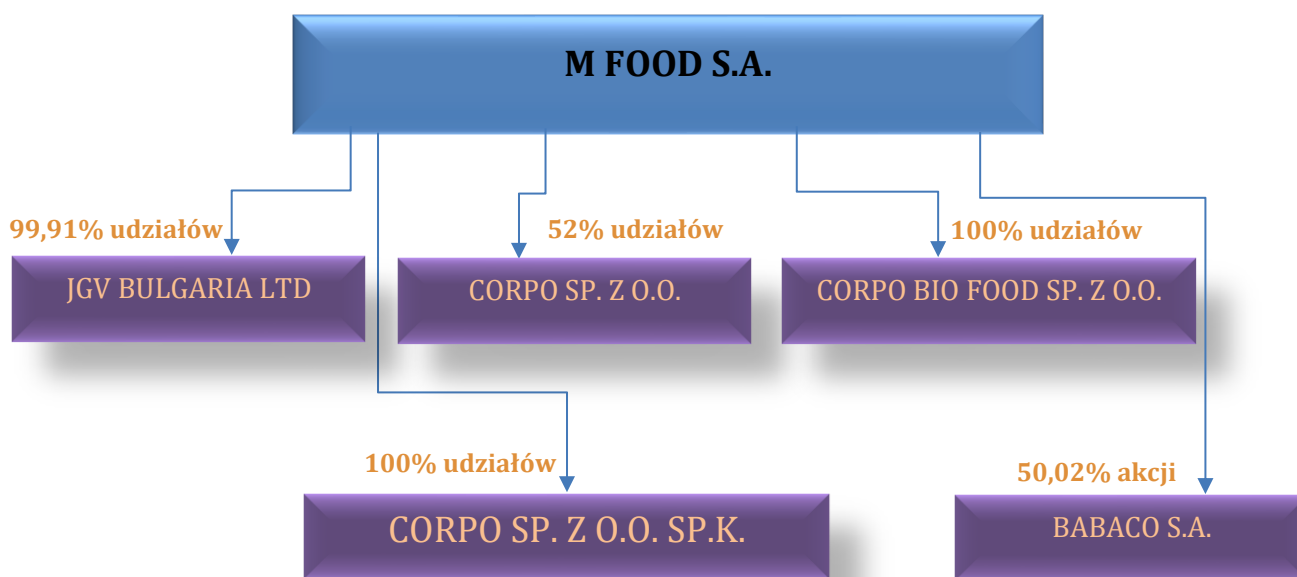 M FOOD S.A.
99,91% udziałów
52% udziałów
100% udziałów
JGV BULGARIA LTD
CORPO SP. Z O.O.
CORPO BIO FOOD SP. Z O.O.
100% udziałów
50,02% akcji
CORPO SP. Z O.O. SP.K.
BABACO S.A.